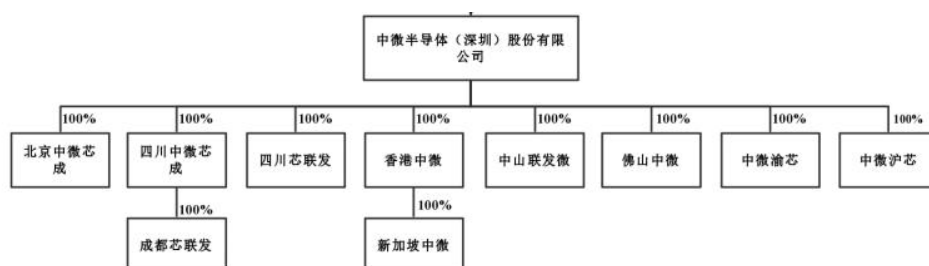 中微半导体（深圳）股份有限
公司
100% 100% 100% 100% 100% 100% 100% 100%
北京中微芯 四川中微芯 四川芯联发 香港中微 中山联发微 佛山中微 中微渝芯 中微沪芯
成 成
100% 100%
成都芯联发 新加坡中微